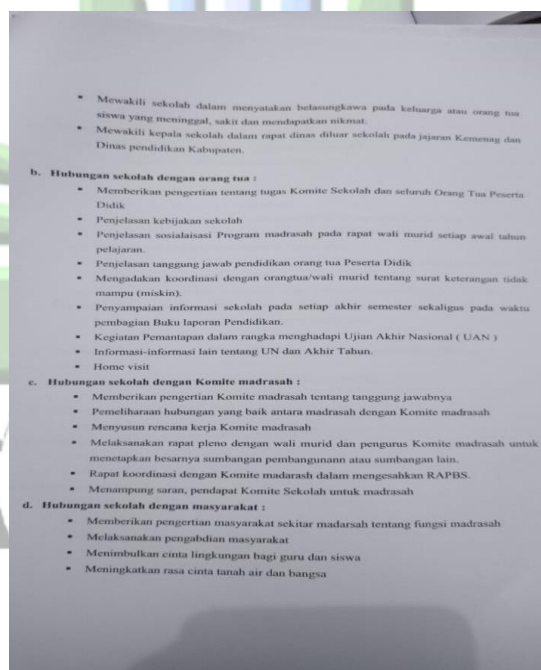 ▪ Mewakili sekolah dalam menyatakan belasungkawa pada keluarga atau orang tua
siswa yang meninggal, sakit dan mendapatkan nikmat.
▪ Mewakili kepala sekolah dalam rapat dinas diluar sekolah pada jajaran Kemenag dan
Dinas pendidikan Kabupaten.
b. Hubungan sekolah dengan orang tua :
▪ Memberikan pengertian tentang tugas Komite Sekolah dan seluruh Orang Tua Peserta
Didik
▪ Penjelasan kebijakan sekolah
▪ Penjelasan sosialaisasi Program madrasah pada rapat wali murid setiap awal tahun
pelajaran.
▪ Penjelasan tanggung jawab pendidikan orang tua Peserta Didik
▪ Mengadakan koordinasi dengan orangtua/wali murid tentang surat keterangan tidak
mampu (miskin).
▪ Penyampaian informasi sekolah pada setiap akhir semester sekaligus pada waktu
pembagian Buku laporan Pendidikan.
▪ Kegiatan Pemantapan dalam rangka menghadapi Ujian Akhir Nasional ( UAN )
▪ Informasi-informasi lain tentang UN dan Akhir Tahun.
▪ Home visit
c. Hubungan sekolah dengan Komite madrasah :
▪ Memberikan pengertian Komite madrasah tentang tanggung jawabnya
▪ Pemeliharaan hubungan yang baik antara madrasah dengan Komite madrasah
▪ Menyusun rencana kerja Komite madrasah
▪ Melaksanakan rapat pleno dengan wali murid dan pengurus Komite madrasah untuk
menetapkan besarnya sumbangan pembangunann atau sumbangan lain.
▪ Rapat koordinasi dengan Komite madarash dalam mengesahkan RAPBS.
▪ Menampung saran, pendapat Komite Sekolah untuk madrasah
d. Hubungan sekolah dengan masyarakat :
▪ Memberikan pengertian masyarakat sekitar madarsah tentang fungsi madrasah
▪ Melaksanakan pengabdian masyarakat
▪ Menimbulkan cinta lingkungan bagi guru dan siswa
▪ Meningkatkan rasa cinta tanah air dan bangsa